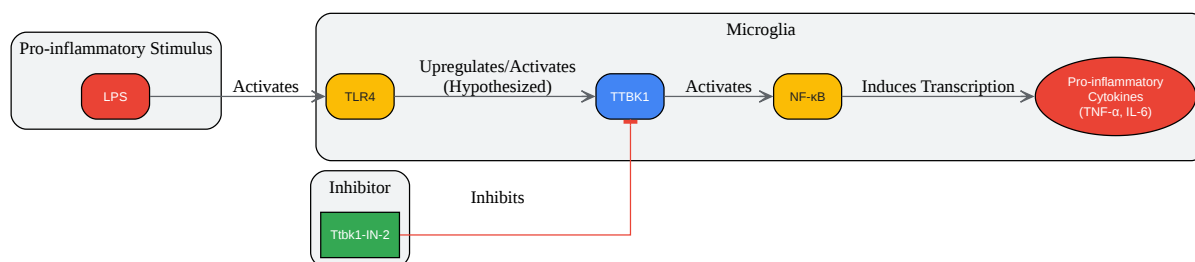 Pro-inflammatory Stimulus
LPS
Activates
Microglia
TLR4
Upregulates/Activates
(Hypothesized)
TTBK1
Activates
NF-κB
Induces Transcription
Pro-inflammatory
Cytokines
(TNF-α, IL-6)
Inhibitor
Ttbk1-IN-2
Inhibits